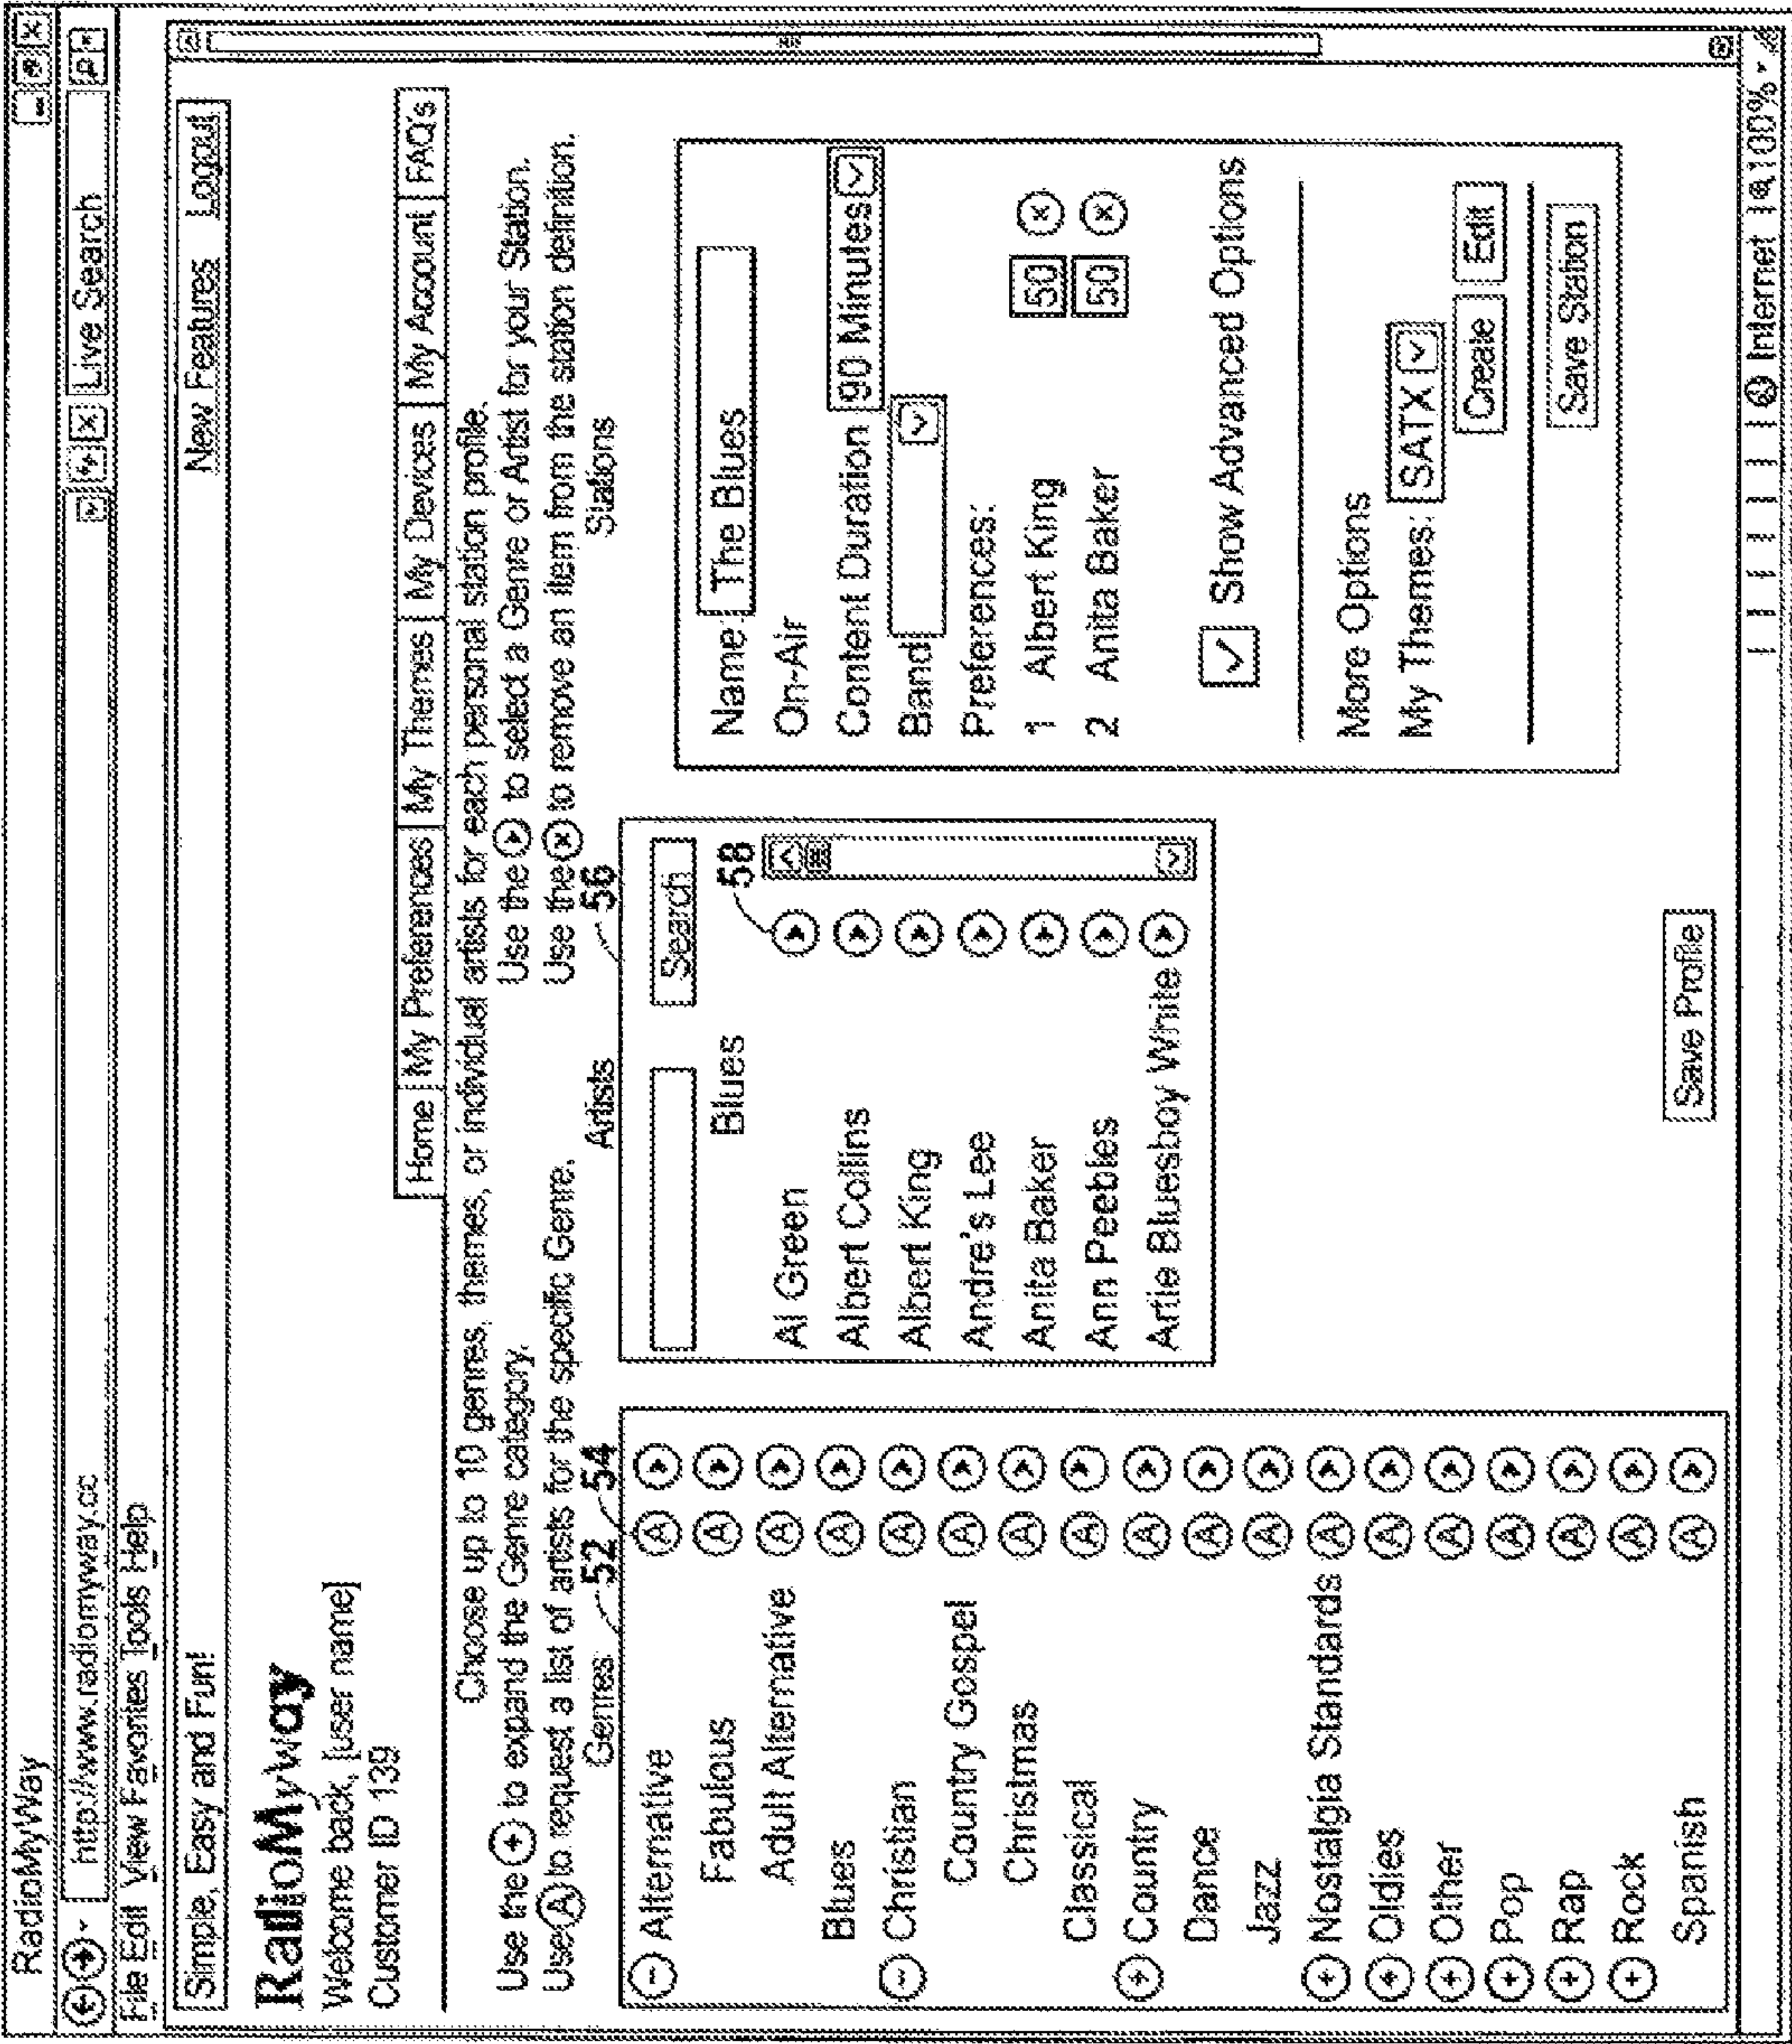 RadioMyWay
http://www.radiomyway.cc
Live Search
File Edit View Favorites Tools Help
Simple, Easy and Fun!
New Features Logout
RadioMyWay
Welcome back, [user name]
Customer ID 139
Home My Preferences My Themes My Devices My Account FAQ's
Choose up to 10 genres, themes, or individual artists for each personal station profile.
Use the + to expand the Genre category.
Use the > to select a Genre or Artist for your Station.
Use A to request a list of artists for the specific Genre.
Use the x to remove an item from the station definition.
Genres
52
54
Alternative
Fabulous
Adult Alternative
Blues
Christian
Country Gospel
Christmas
Classical
Country
Dance
Jazz
Nostalgia Standards
Oldies
Other
Pop
Rap
Rock
Spanish
Artists
56
Search
Blues
58
Al Green
Albert Collins
Albert King
Andre's Lee
Anita Baker
Ann Peebles
Artie Bluesboy White
Stations
Name The Blues
On-Air
Content Duration 90 Minutes
Band
Preferences:
1 Albert King 50
2 Anita Baker 50
Show Advanced Options
More Options
My Themes: SATX
Create Edit
Save Station
Save Profile
Internet 100%